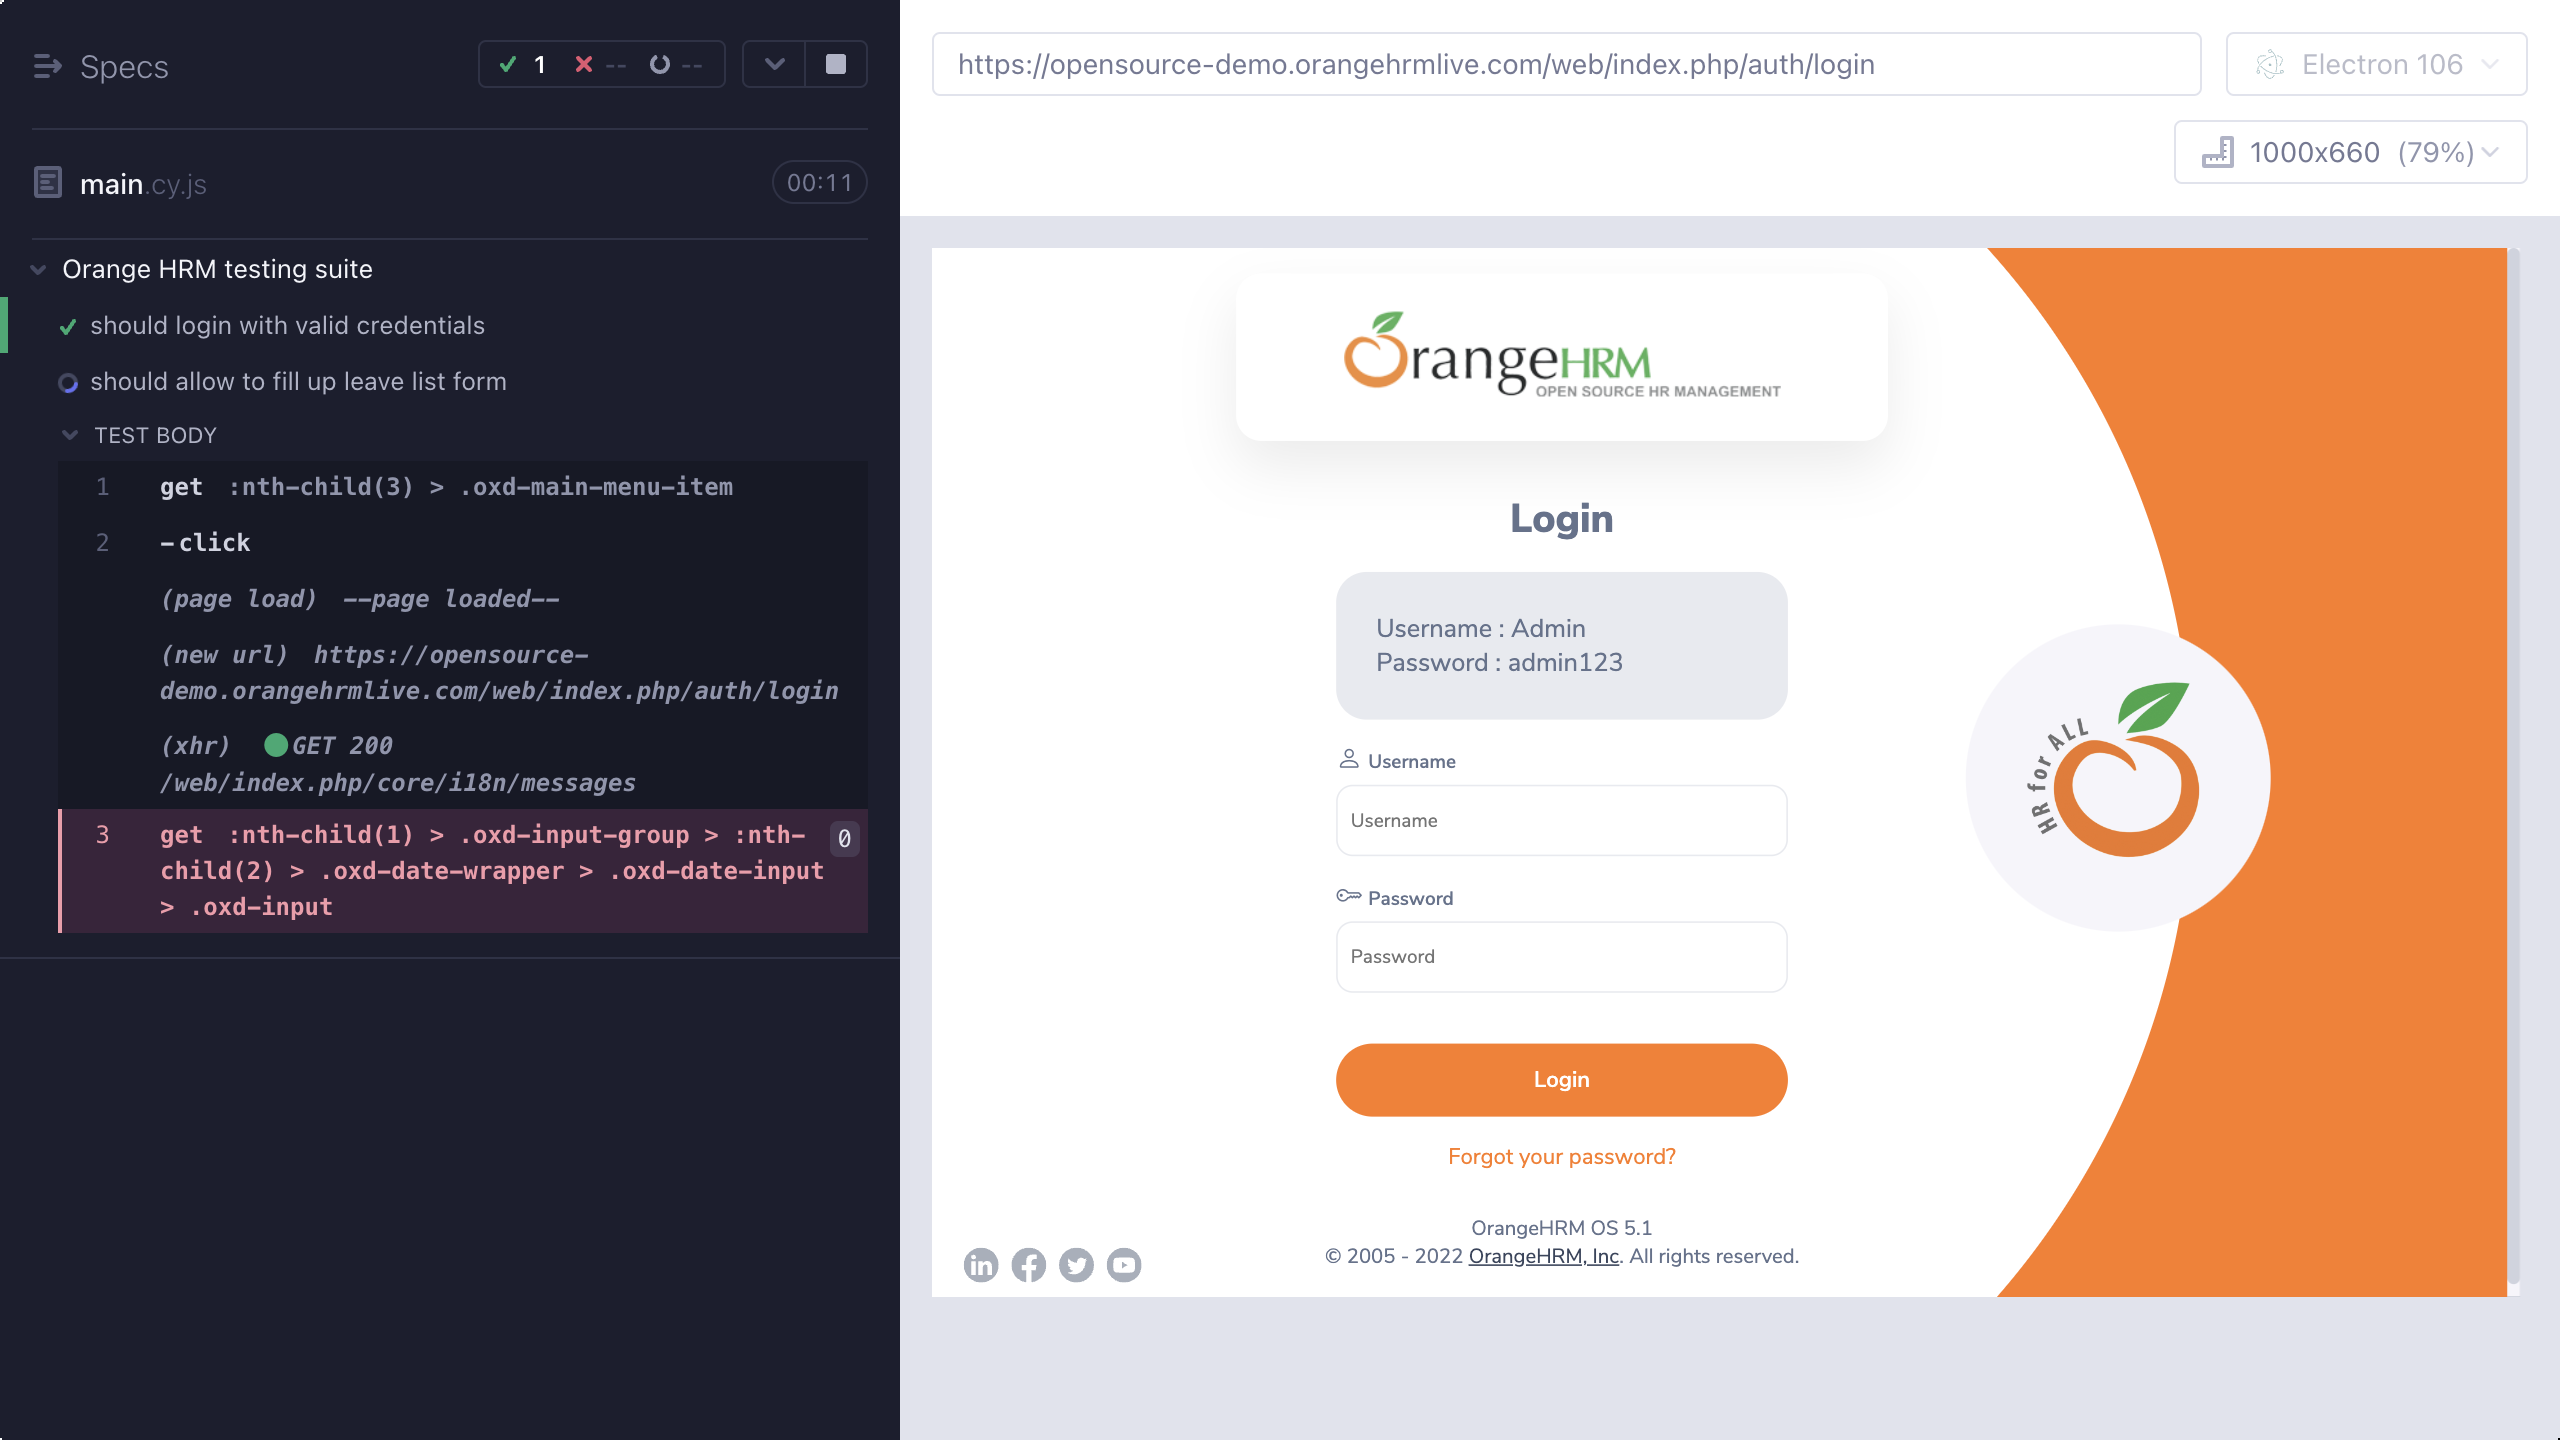 Specs
1
--
--
main.cy.js
00:11
Orange HRM testing suite
should login with valid credentials
should allow to fill up leave list form
TEST BODY
1 get :nth-child(3) > .oxd-main-menu-item
2 -click
(page load) --page loaded--
(new url) https://opensource-
demo.orangehrmlive.com/web/index.php/auth/login
(xhr) GET 200
/web/index.php/core/i18n/messages
3 get :nth-child(1) > .oxd-input-group > :nth- 0
child(2) > .oxd-date-wrapper > .oxd-date-input
> .oxd-input
https://opensource-demo.orangehrmlive.com/web/index.php/auth/login
Electron 106
1000x660 (79%)
OrangeHRM
OPEN SOURCE HR MANAGEMENT
Login
Username : Admin
Password : admin123
Username
Username
Password
Password
Login
Forgot your password?
OrangeHRM OS 5.1
© 2005 - 2022 OrangeHRM, Inc. All rights reserved.
HR for ALL